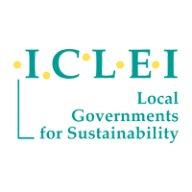 ·I.C·L·E·I
Local
Governments
for Sustainability